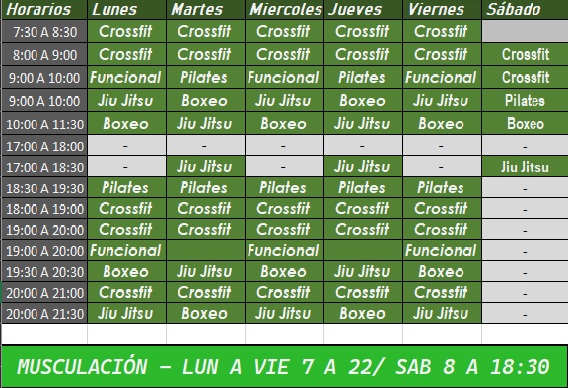 Horarios Lunes Martes Miercoles Jueves Viernes Sábado
7:30 A 8:30 Crossfit Crossfit Crossfit Crossfit Crossfit
8:00 A 9:00 Crossfit Crossfit Crossfit Crossfit Crossfit Crossfit
9:00 A 10:00 Funcional Pilates Funcional Pilates Funcional Crossfit
9:00 A 10:00 Jiu Jitsu Boxeo Jiu Jitsu Boxeo Jiu Jitsu Pilates
10:00 A 11:30 Boxeo Jiu Jitsu Boxeo Jiu Jitsu Boxeo Boxeo
17:00 A 18:00 - - - - - -
17:00 A 18:30 - Jiu Jitsu - Jiu Jitsu - Jiu Jitsu
18:30 A 19:30 Pilates Pilates Pilates Pilates Pilates -
18:00 A 19:00 Crossfit Crossfit Crossfit Crossfit Crossfit -
19:00 A 20:00 Crossfit Crossfit Crossfit Crossfit Crossfit -
19:00 A 20:00 Funcional Funcional Funcional -
19:30 A 20:30 Boxeo Jiu Jitsu Boxeo Jiu Jitsu Boxeo -
20:00 A 21:00 Crossfit Crossfit Crossfit Crossfit Crossfit -
20:00 A 21:30 Jiu Jitsu Boxeo Jiu Jitsu Boxeo Jiu Jitsu -
MUSCULACIÓN – LUN A VIE 7 A 22/ SAB 8 A 18:30